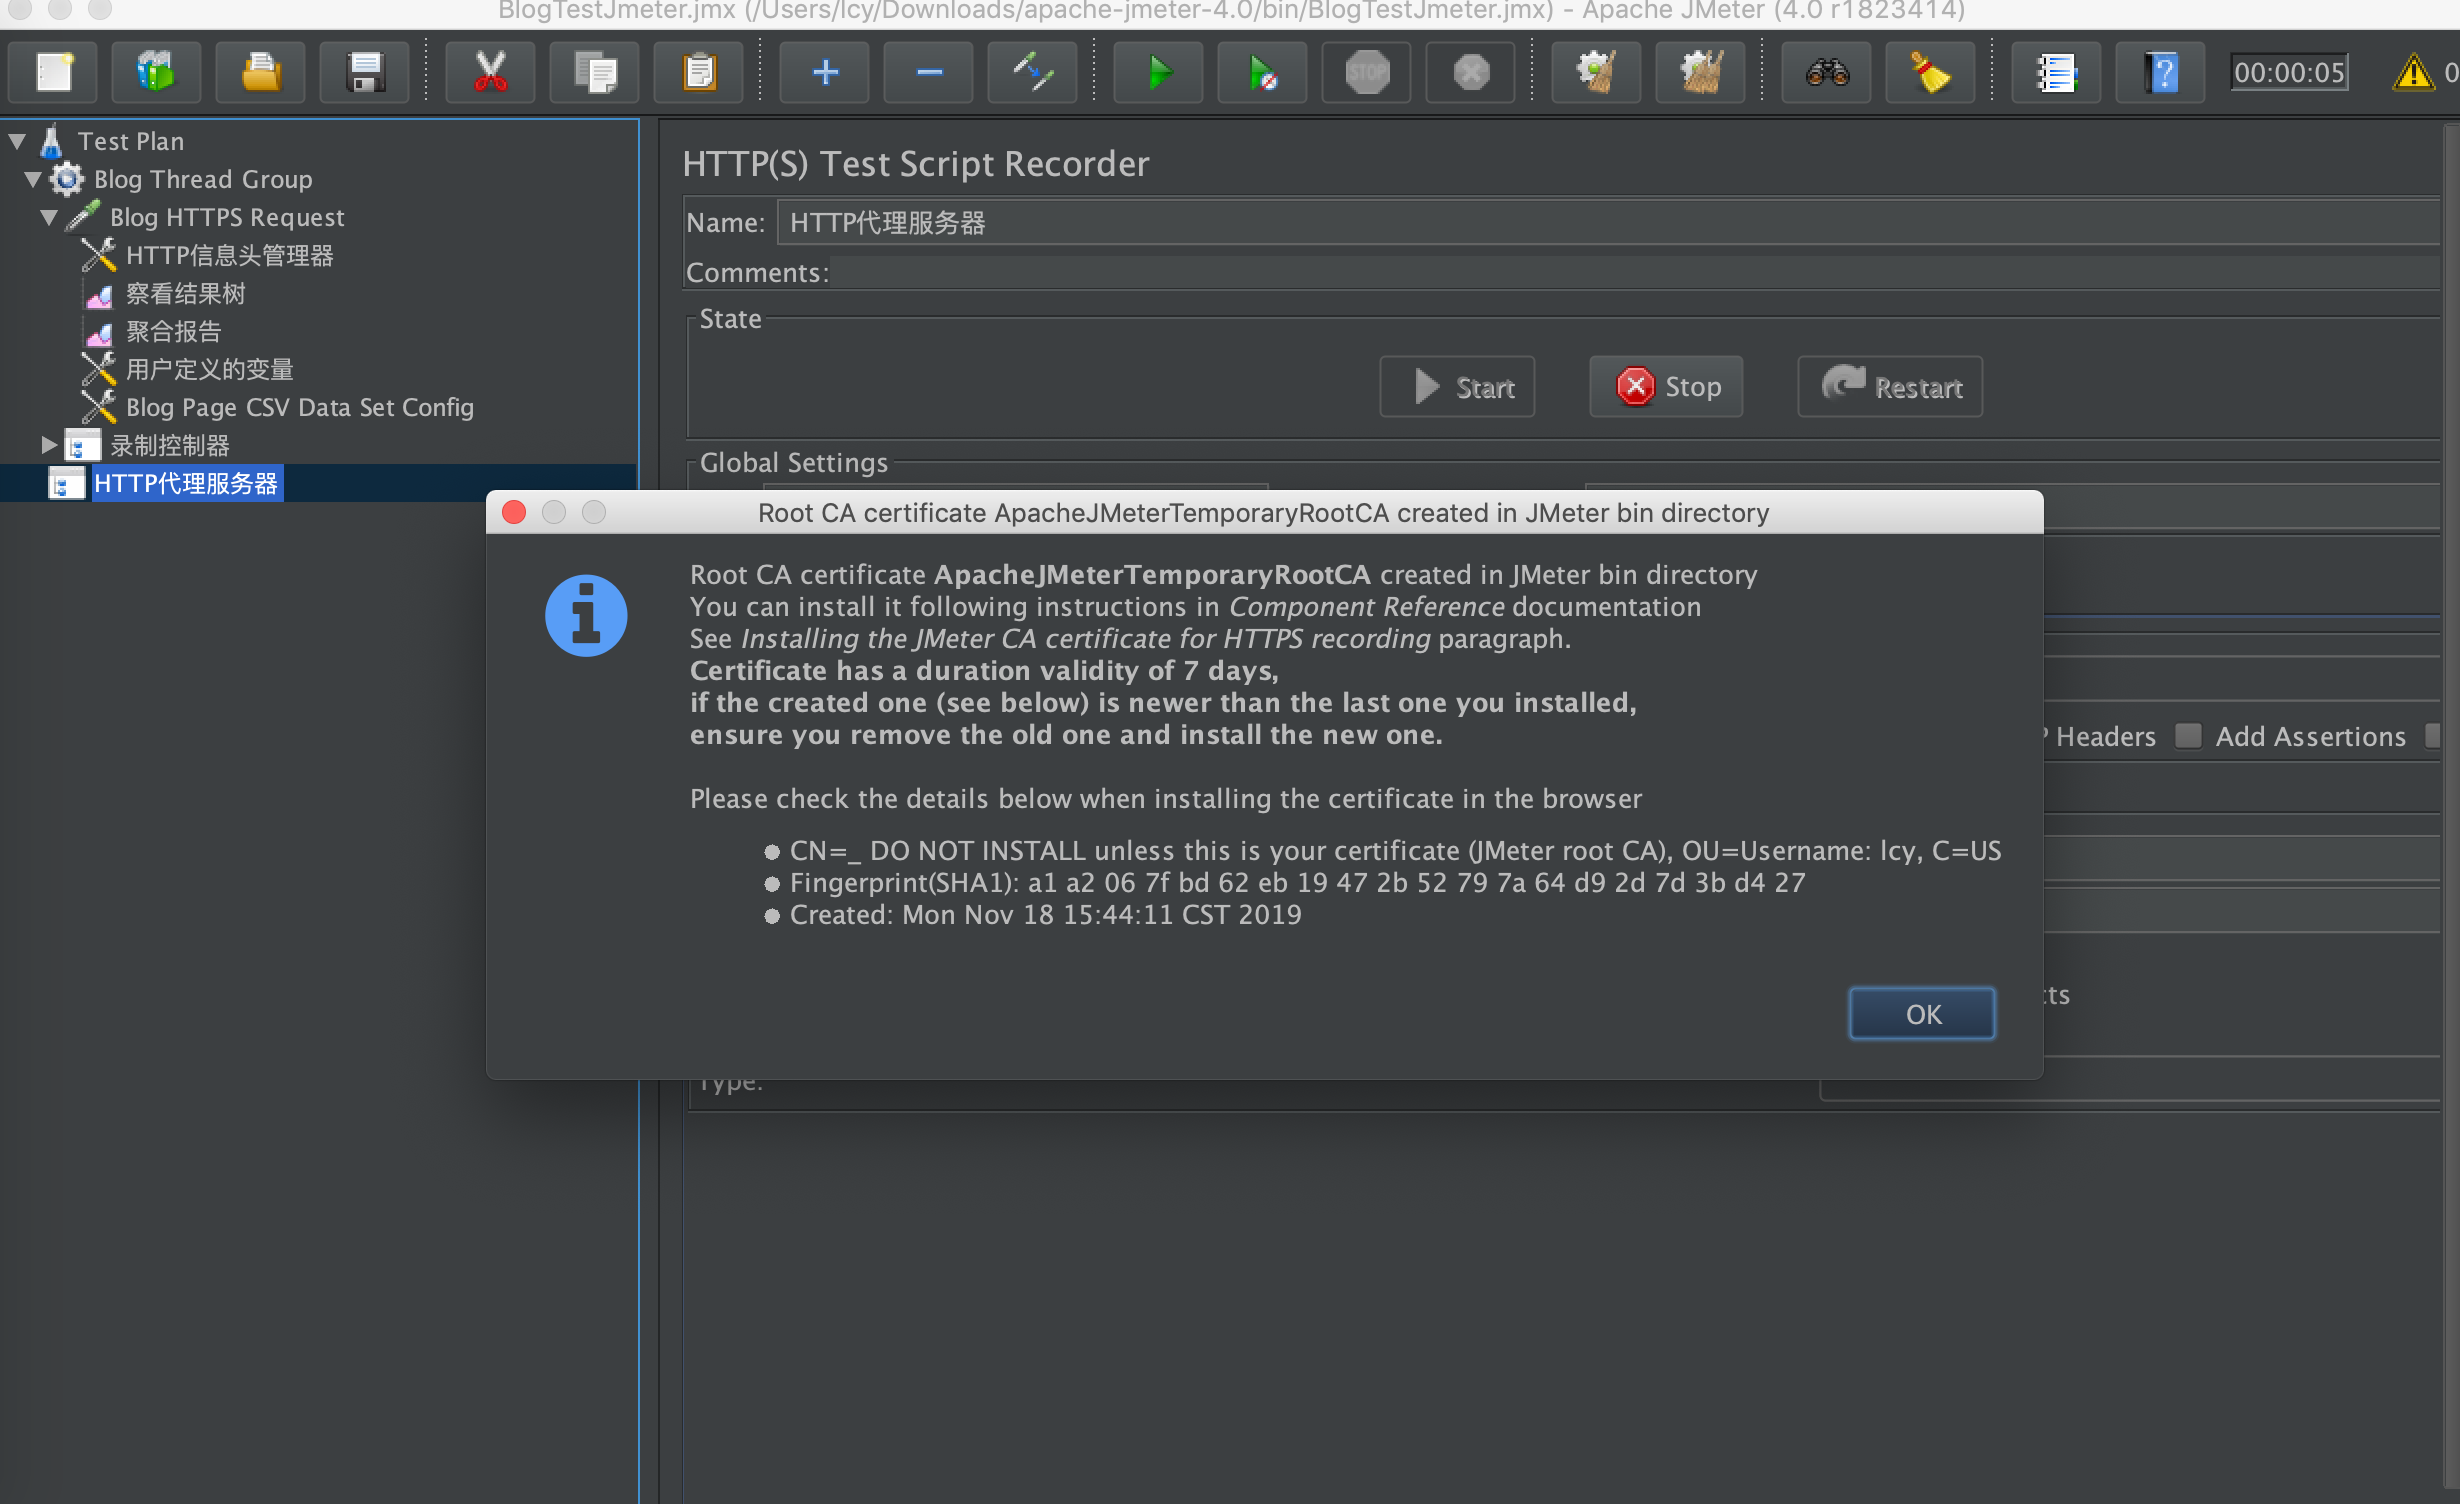 BlogTestJmeter.jmx (/Users/lcy/Downloads/apache-jmeter-4.0/bin/BlogTestJmeter.jmx) - Apache JMeter (4.0 r1823414)
STOP
00:00:05
0
Test Plan
Blog Thread Group
Blog HTTPS Request
HTTP信息头管理器
察看结果树
聚合报告
用户定义的变量
Blog Page CSV Data Set Config
录制控制器
HTTP代理服务器
HTTP(S) Test Script Recorder
Name: HTTP代理服务器
Comments:
State
Start Stop Restart
Global Settings
Root CA certificate ApacheJMeterTemporaryRootCA created in JMeter bin directory
Root CA certificate ApacheJMeterTemporaryRootCA created in JMeter bin directory
You can install it following instructions in Component Reference documentation
See Installing the JMeter CA certificate for HTTPS recording paragraph.
Certificate has a duration validity of 7 days,
if the created one (see below) is newer than the last one you installed,
ensure you remove the old one and install the new one.
Please check the details below when installing the certificate in the browser
CN=_ DO NOT INSTALL unless this is your certificate (JMeter root CA), OU=Username: lcy, C=US
Fingerprint(SHA1): a1 a2 06 7f bd 62 eb 19 47 2b 52 79 7a 64 d9 2d 7d 3b d4 27
Created: Mon Nov 18 15:44:11 CST 2019
OK
Headers Add Assertions
Type: